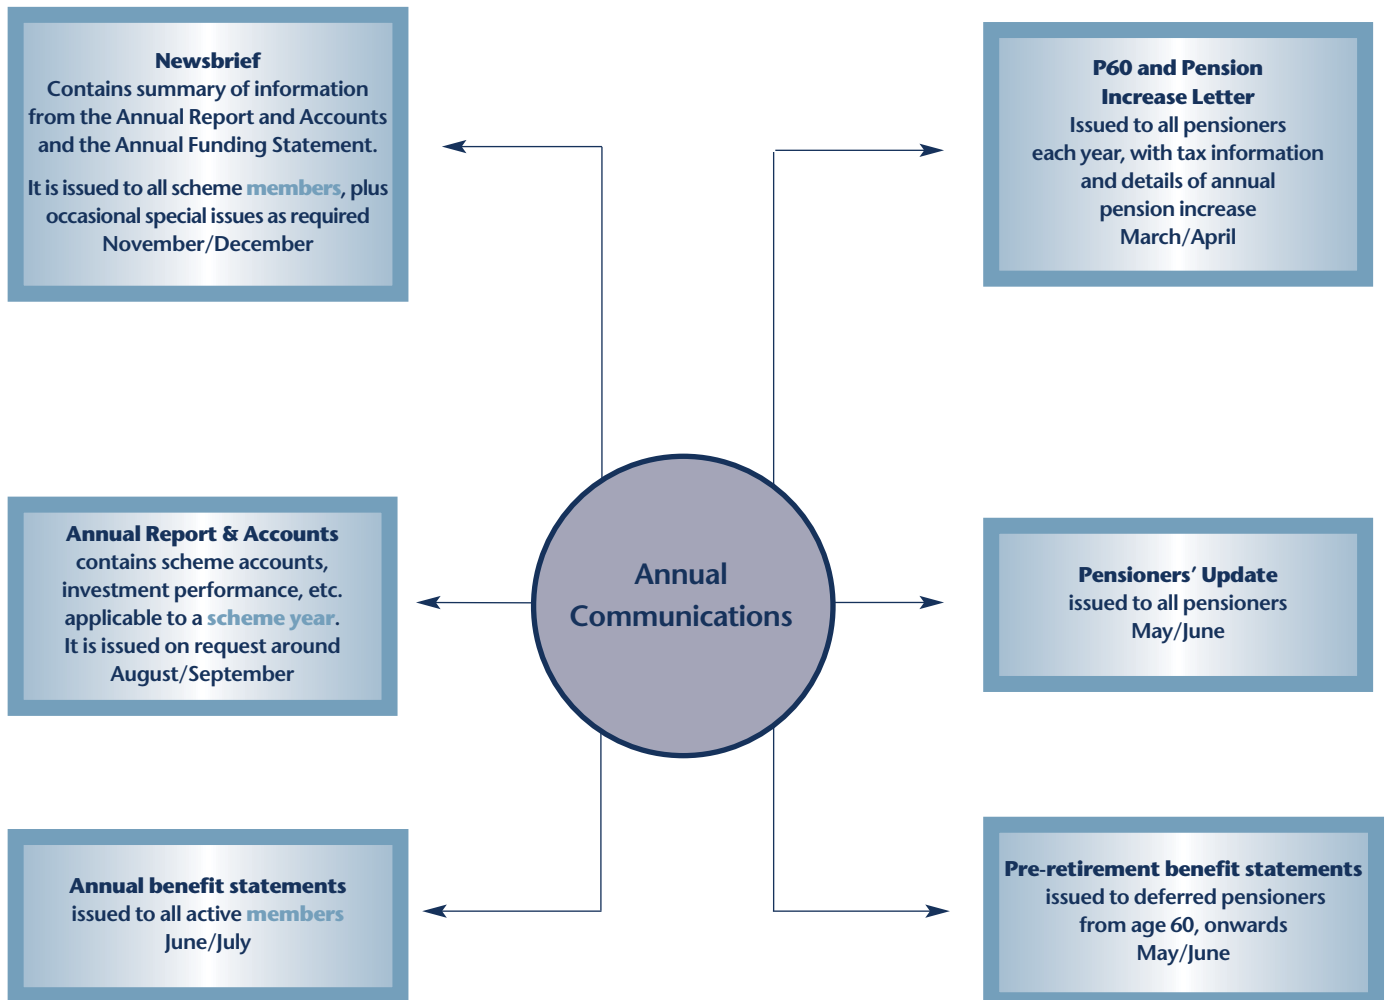 Newsbrief
Contains summary of information
from the Annual Report and Accounts
and the Annual Funding Statement.
It is issued to all scheme members, plus
occasional special issues as required
November/December
P60 and Pension
Increase Letter
Issued to all pensioners
each year, with tax information
and details of annual
pension increase
March/April
Annual Report & Accounts
contains scheme accounts,
investment performance, etc.
applicable to a scheme year.
It is issued on request around
August/September
Annual
Communications
Pensioners’ Update
issued to all pensioners
May/June
Annual benefit statements
issued to all active members
June/July
Pre-retirement benefit statements
issued to deferred pensioners
from age 60, onwards
May/June